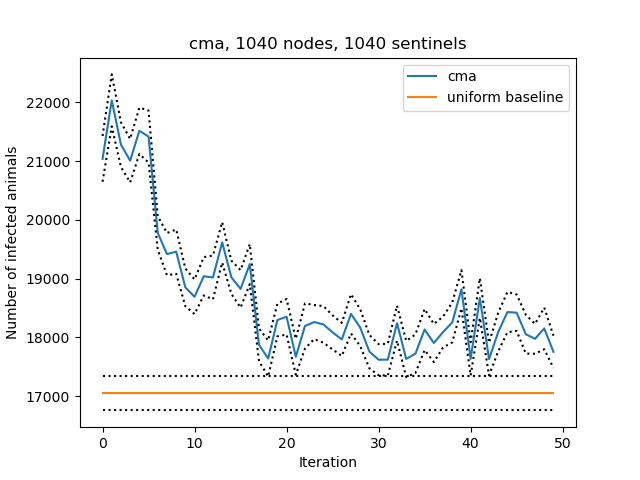 cma, 1040 nodes, 1040 sentinels
cma
uniform baseline
Number of infected animals
22000
21000
20000
19000
18000
17000
0 10 20 30 40 50
Iteration